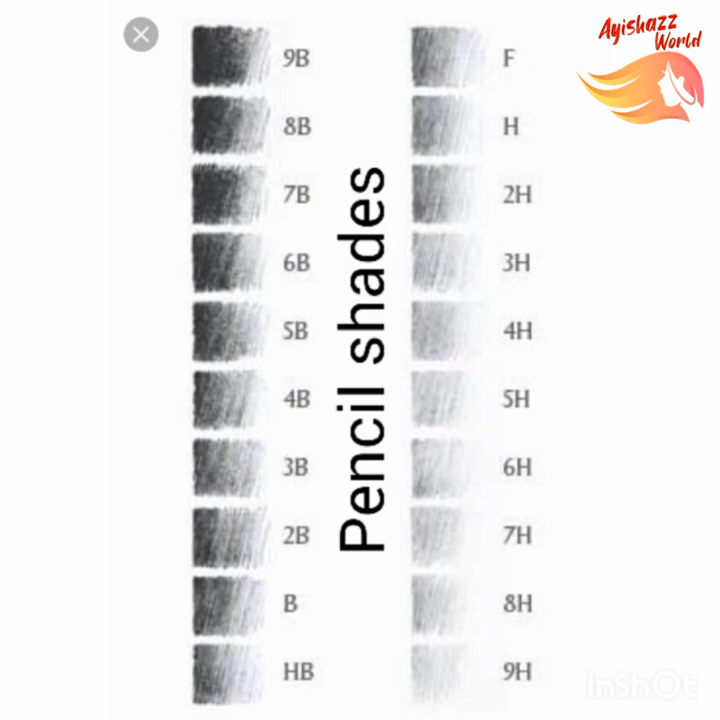 Ayishazz
World
Pencil shades
9B
8B
7B
6B
5B
4B
3B
2B
B
HB
F
H
2H
3H
4H
5H
6H
7H
8H
9H
InShOt